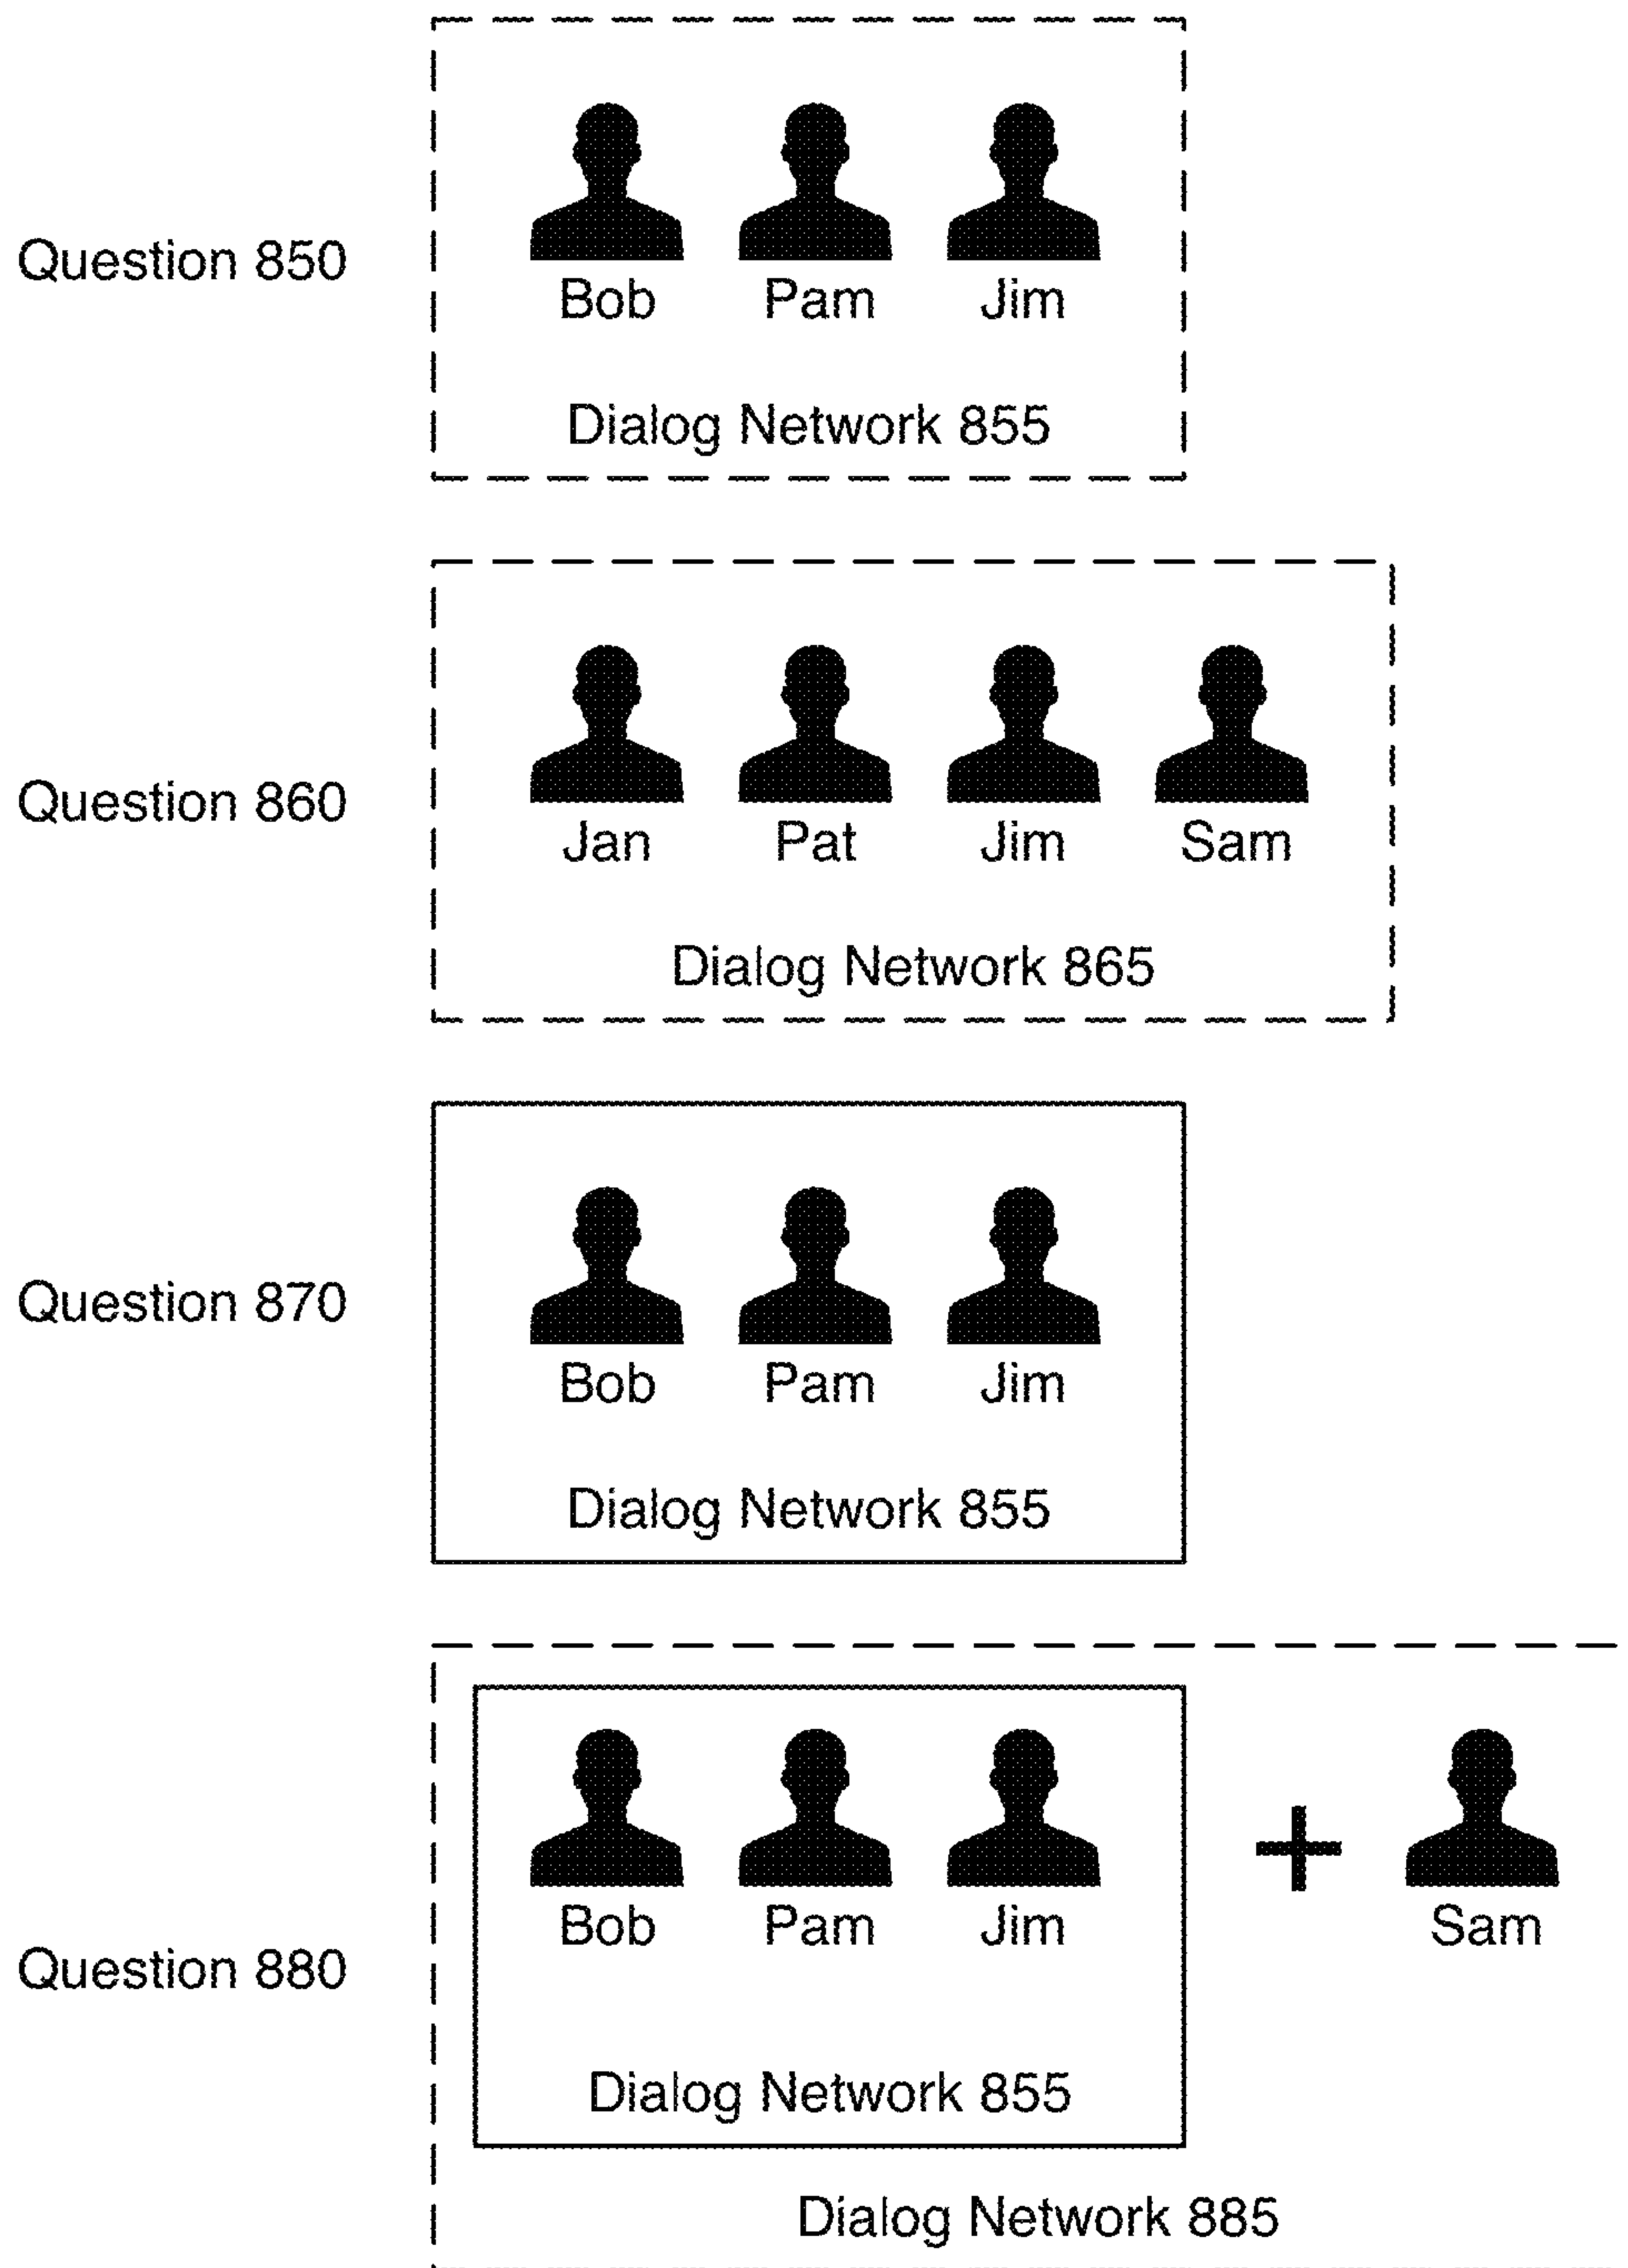 Question 850
Bob Pam Jim
Dialog Network 855
Question 860
Jan Pat Jim Sam
Dialog Network 865
Question 870
Bob Pam Jim
Dialog Network 855
Question 880
Bob Pam Jim + Sam
Dialog Network 855
Dialog Network 885